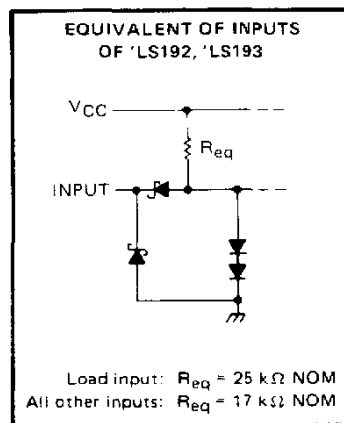 EQUIVALENT OF INPUTS
OF 'LS192, 'LS193
VCC
Req
INPUT
Load input: Req = 25 kΩ NOM
All other inputs: Req = 17 kΩ NOM